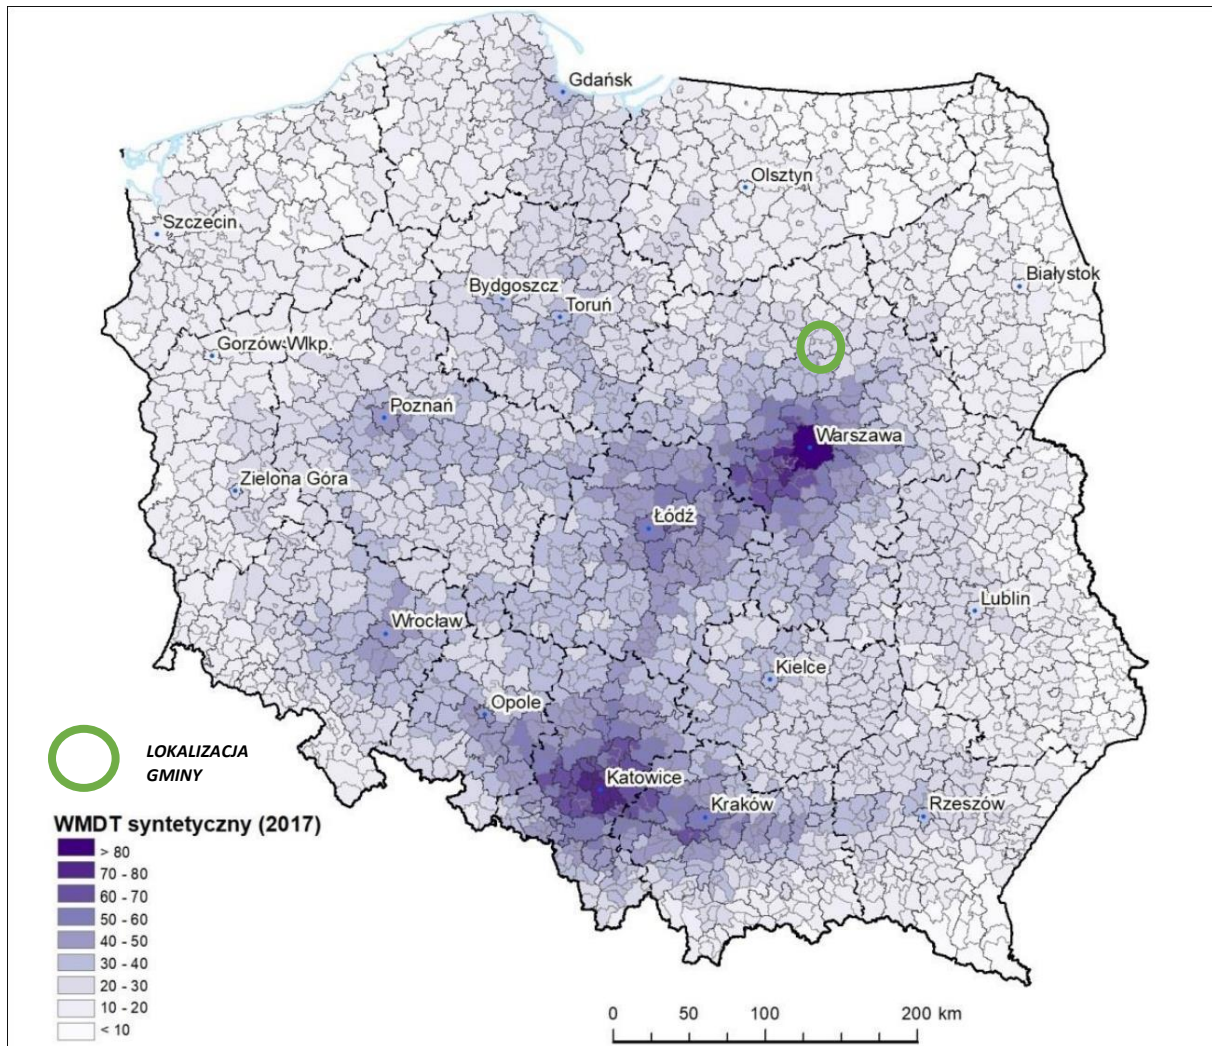 Gdańsk
Olsztyn
Szczecin
Białystok
Bydgoszcz
Toruń
Gorzów Wlkp.
Poznań
Warszawa
Zielona Góra
Łódź
Lublin
Wrocław
Kielce
Opole
LOKALIZACJA
GMINY
Katowice
Kraków
Rzeszów
WMDT syntetyczny (2017)
> 80
70 - 80
60 - 70
50 - 60
40 - 50
30 - 40
20 - 30
10 - 20
< 10
0 50 100 200 km